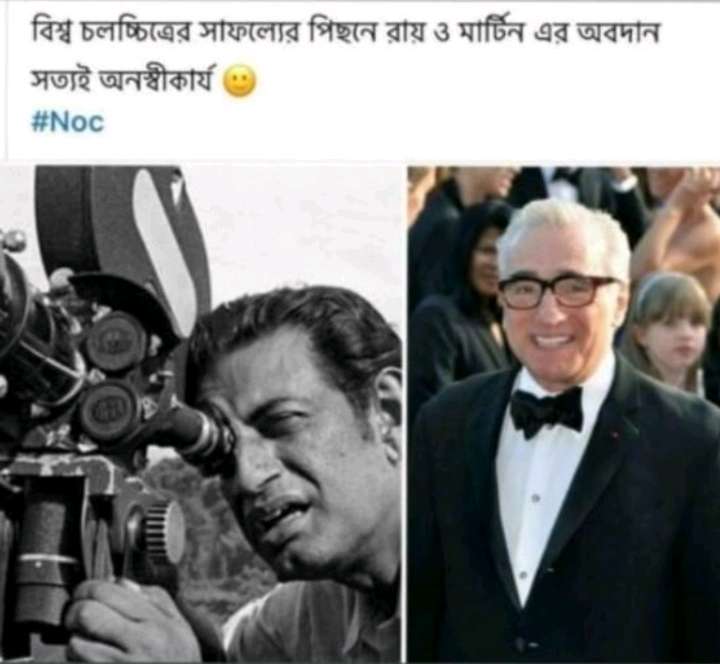 বিশ্ব চলচ্চিত্রের সাফল্যের পিছনে রায় ও মার্টিন এর অবদান
সত্যই অনস্বীকার্য 🙂
#Noc